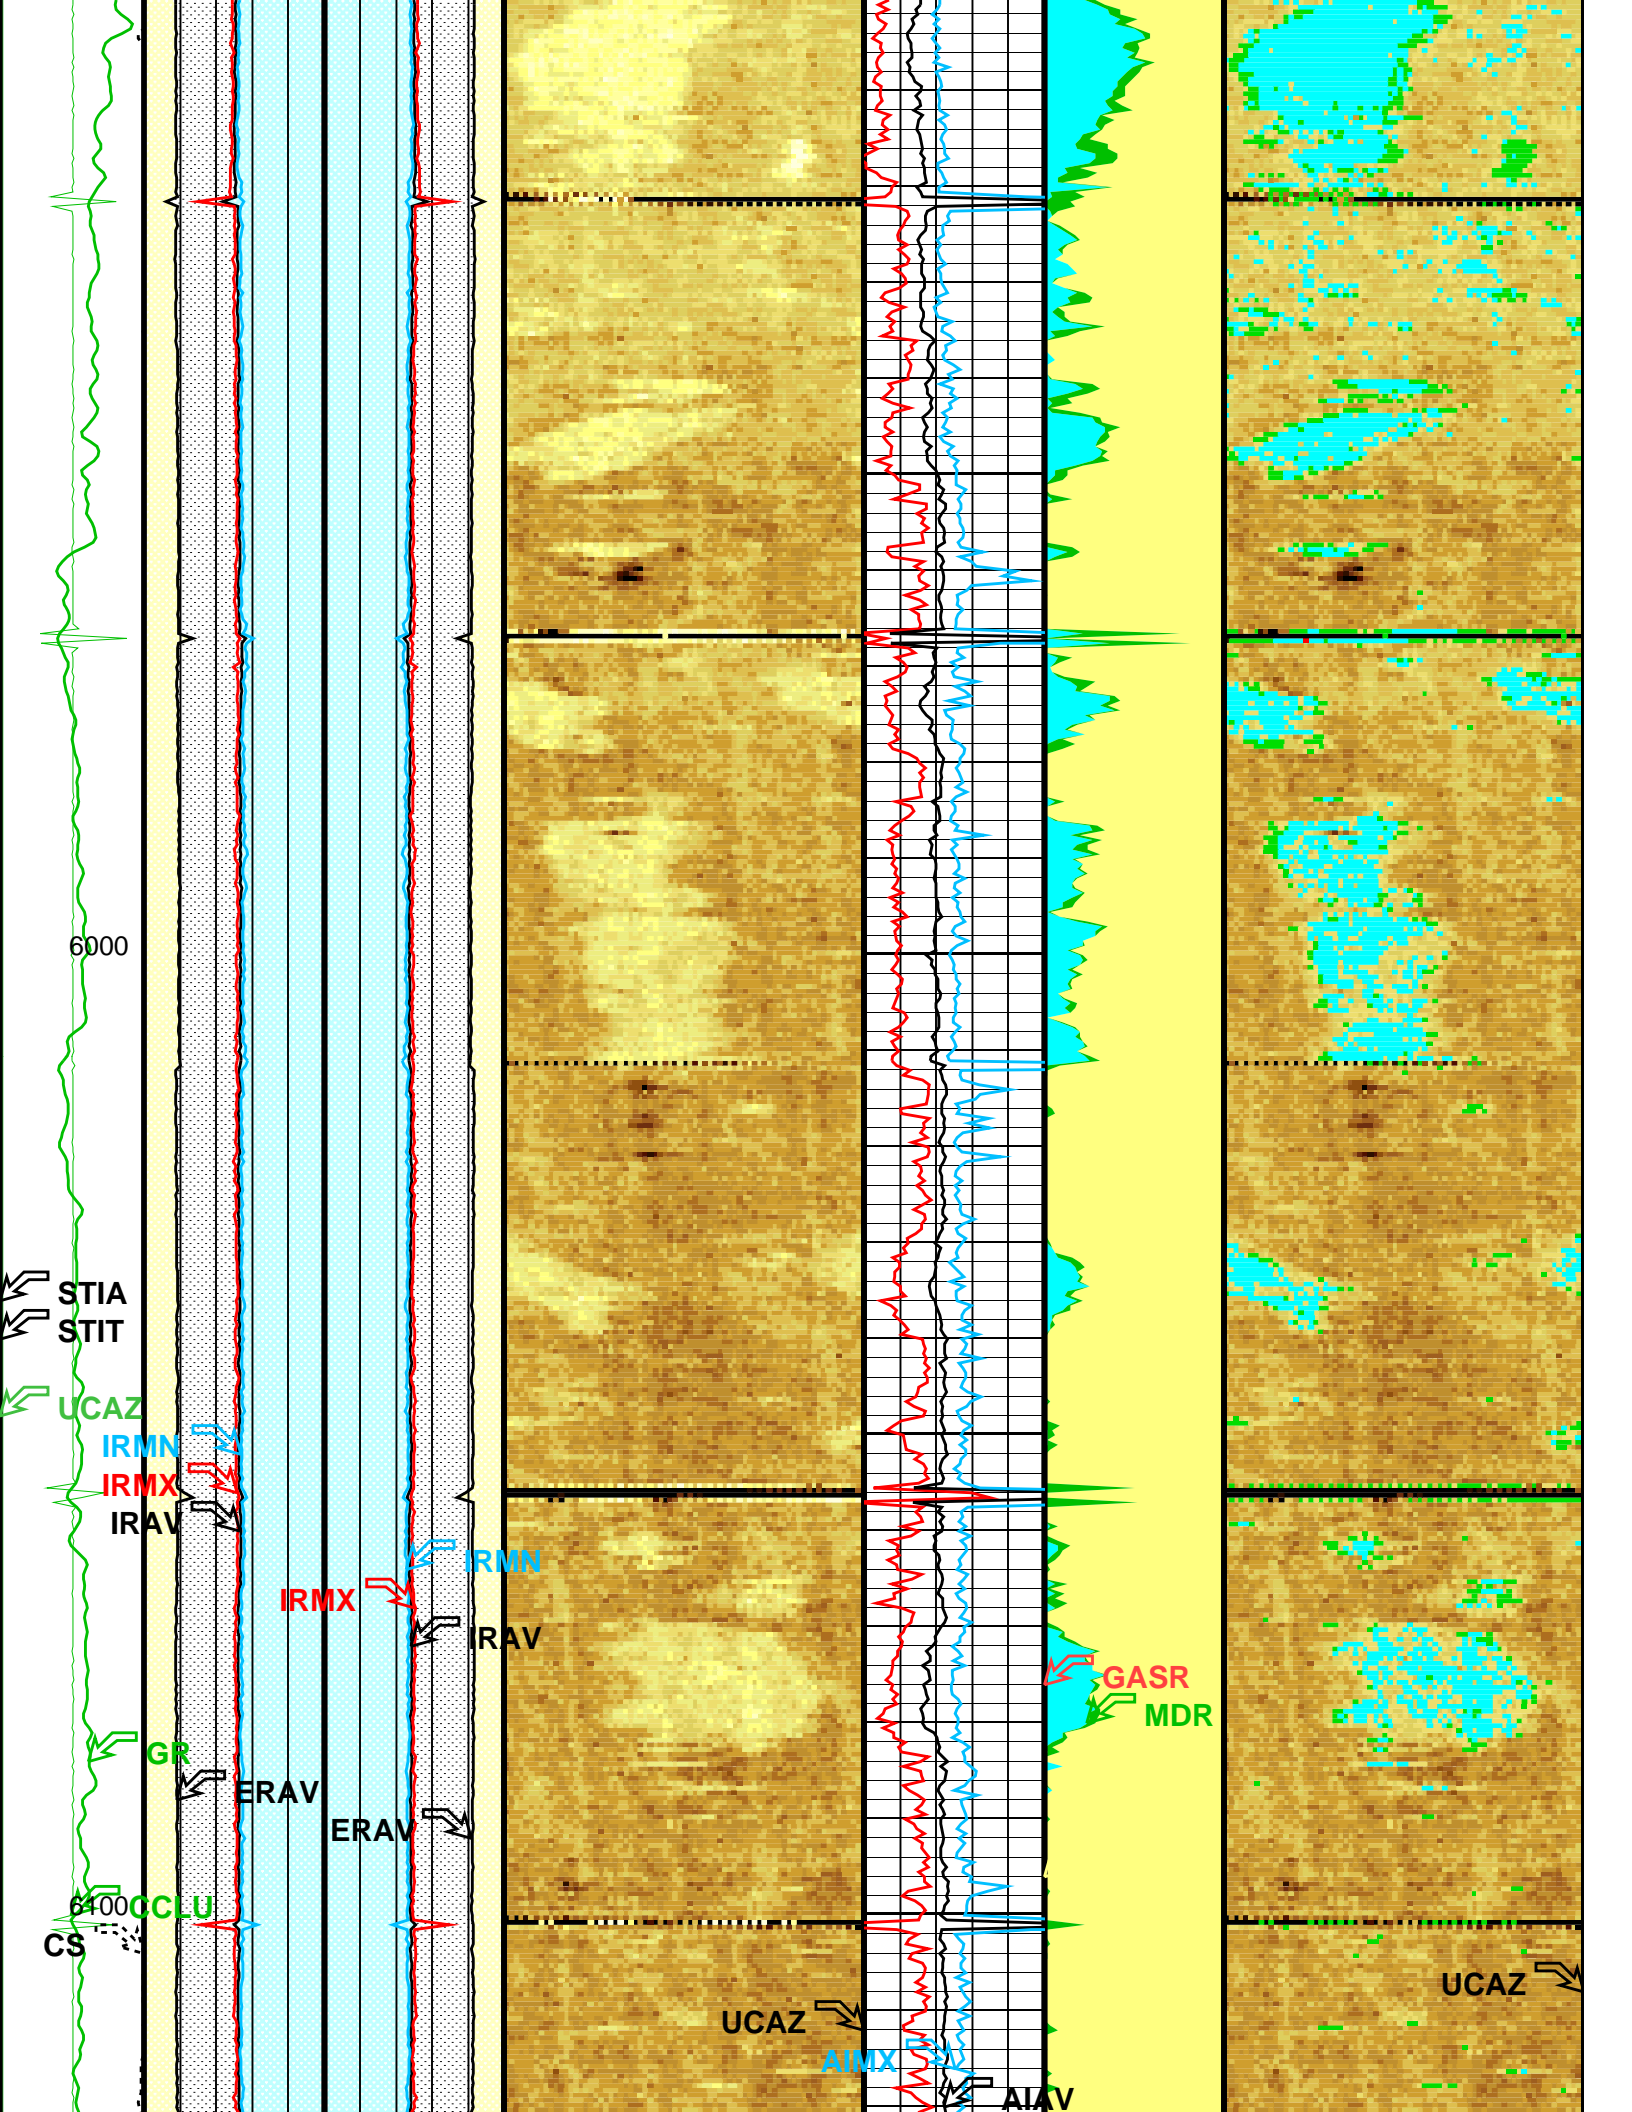 6000
STIA
STIT
UCAZ
IRMN
IRMX
IRAV
IRMN
IRMX
IRAV
GASR
MDR
GR
ERAV
ERAV
6100 CCLU
CS
UCAZ
UCAZ
AIMX
AIAV